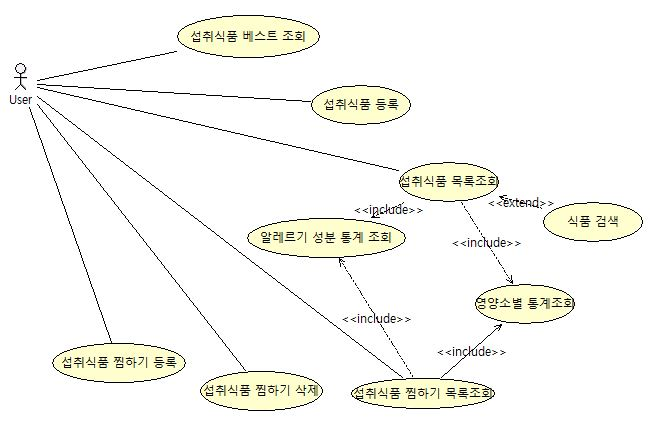 섭취식품 베스트 조회
User
섭취식품 등록
섭취식품 목록조회
<<include>>
<<extend>>
식품 검색
알레르기 성분 통계 조회
<<include>>
영양소별 통계조회
<<include>>
<<include>>
섭취식품 찜하기 등록
섭취식품 찜하기 삭제
섭취식품 찜하기 목록조회